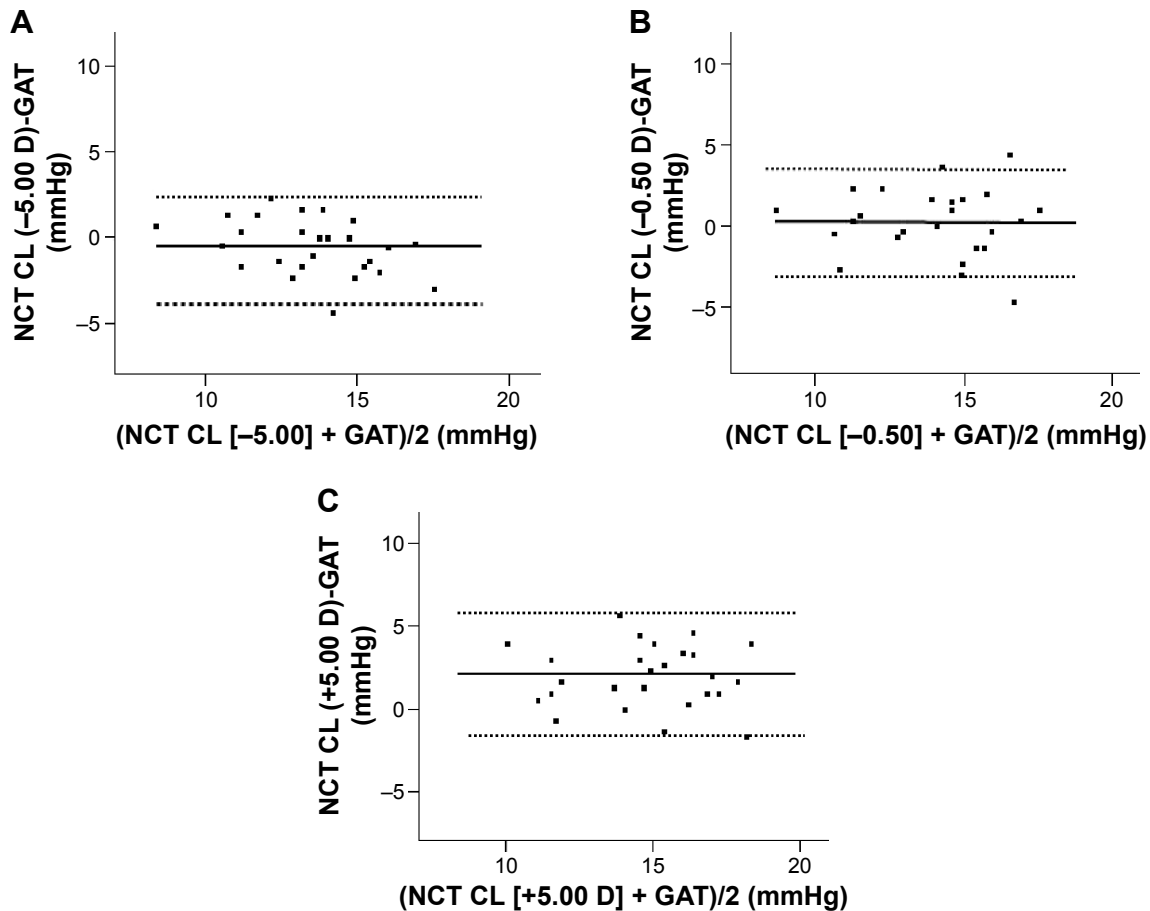 A
NCT CL (–5.00 D)-GAT
(mmHg)
10
5
0
–5
10
15
20
(NCT CL [–5.00] + GAT)/2 (mmHg)
B
NCT CL (–0.50 D)-GAT
(mmHg)
10
5
0
–5
10
15
20
(NCT CL [–0.50] + GAT)/2 (mmHg)
C
NCT CL (+5.00 D)-GAT
(mmHg)
10
5
0
–5
10
15
20
(NCT CL [+5.00 D] + GAT)/2 (mmHg)